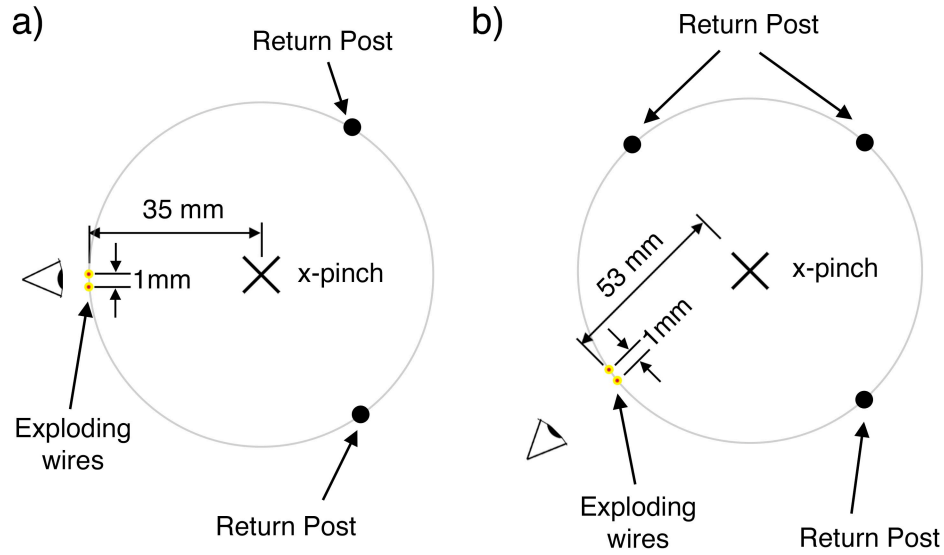 a)
Return Post
35 mm
1mm
x-pinch
Exploding
wires
Return Post
b)
Return Post
53 mm
1mm
x-pinch
Exploding
wires
Return Post